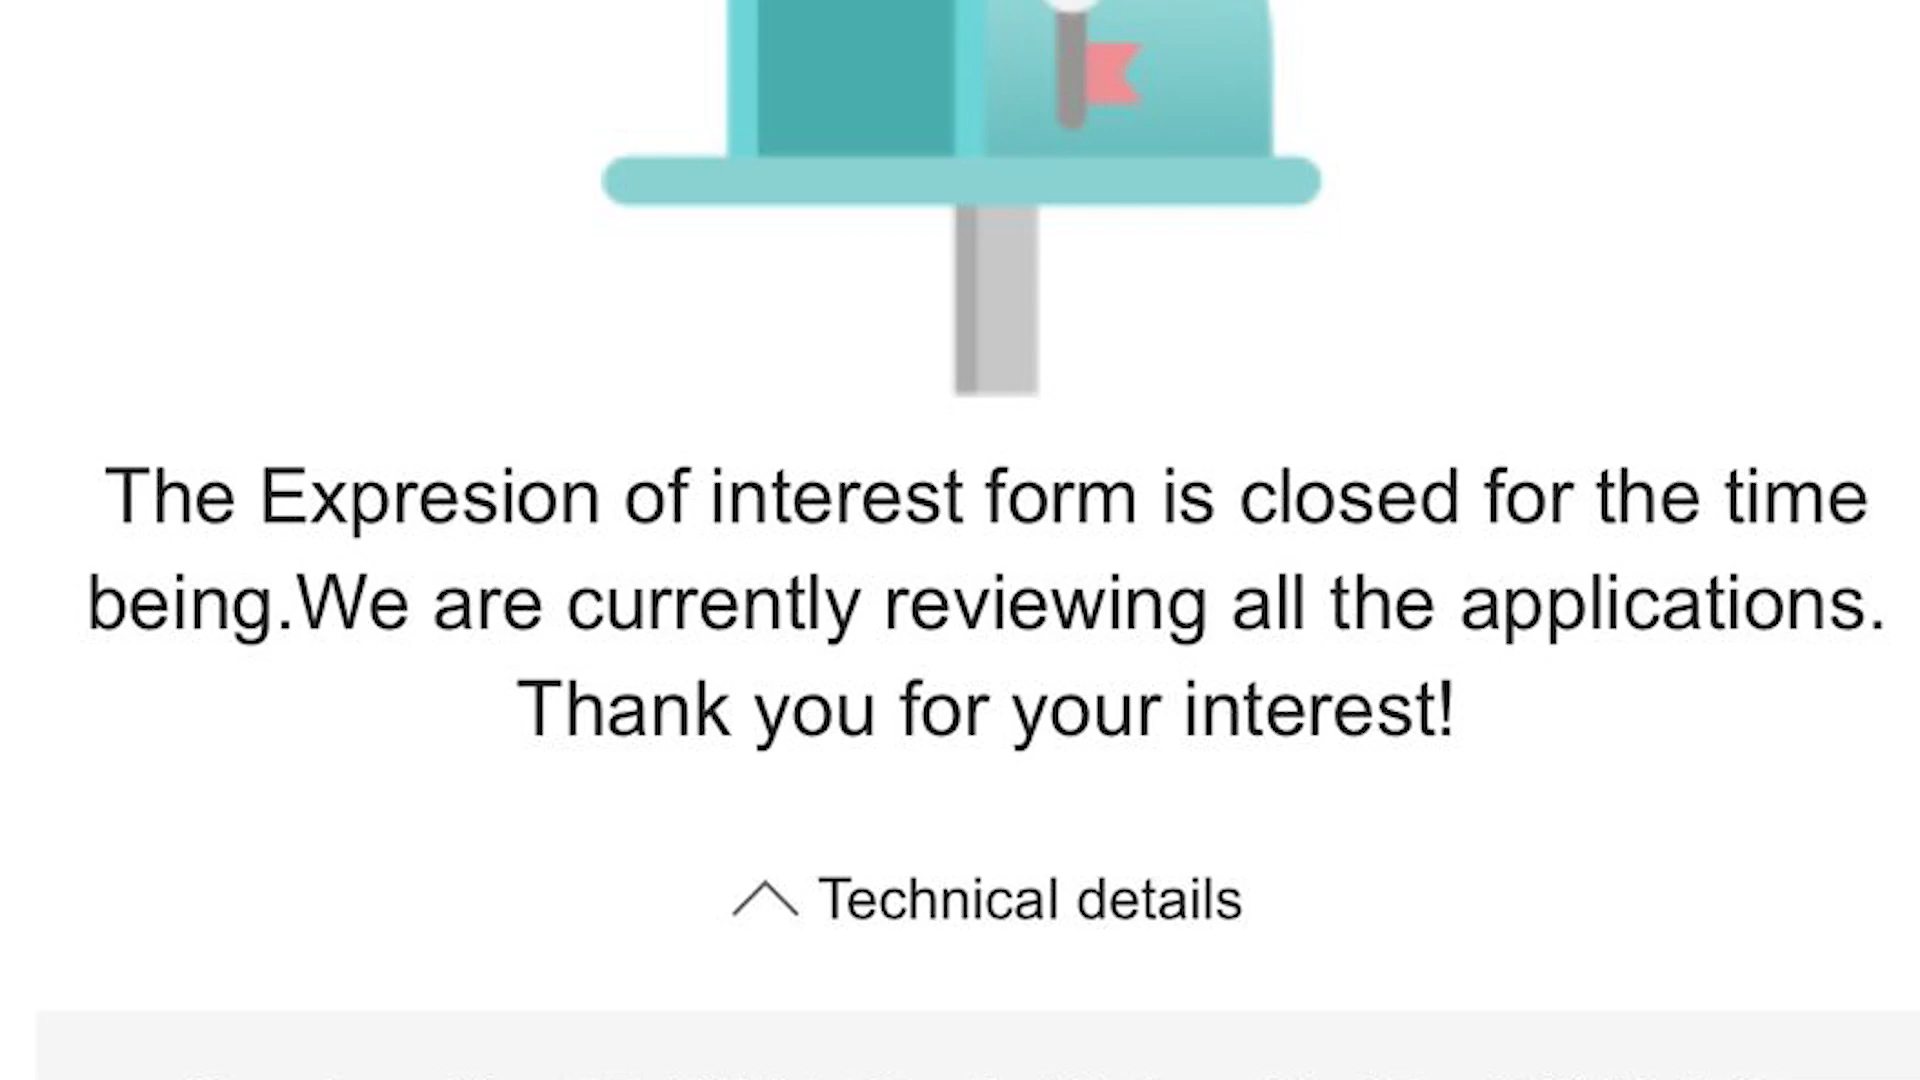 The Expresion of interest form is closed for the time
being.We are currently reviewing all the applications.
Thank you for your interest!
Technical details